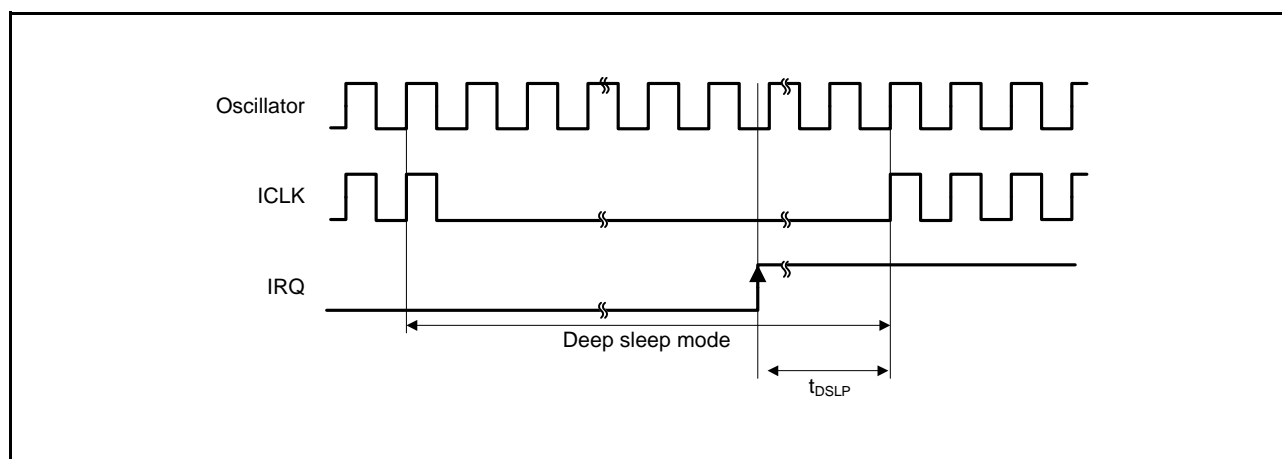 Oscillator
ICLK
IRQ
Deep sleep mode
tDSLP